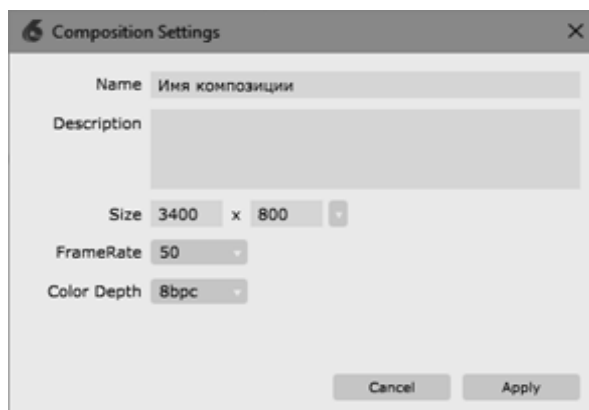 Composition Settings
Name Имя композиции
Description
Size 3400 x 800
FrameRate 50
Color Depth 8bpc
Cancel Apply